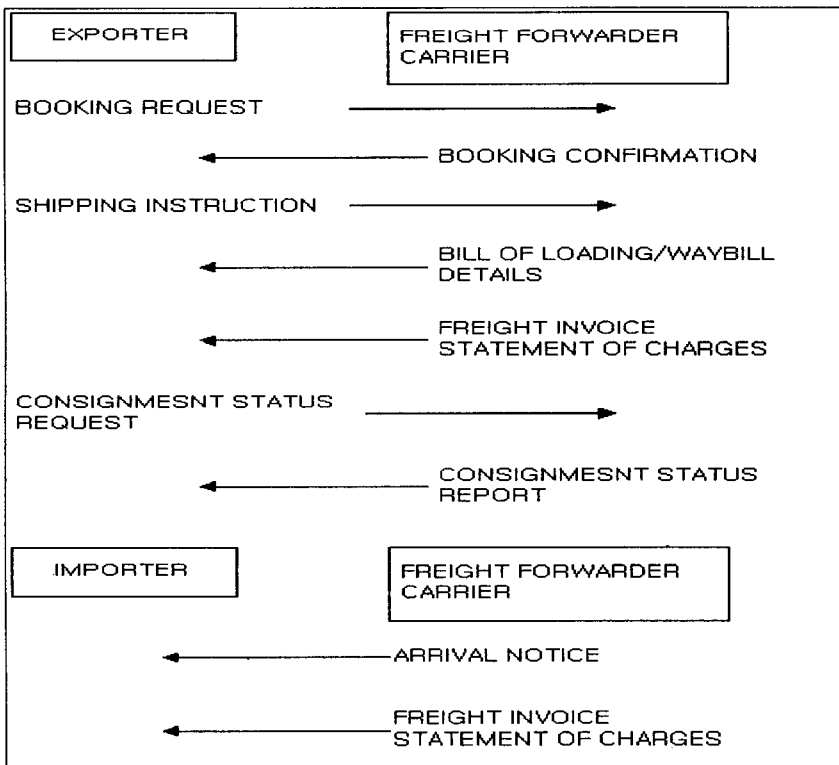 EXPORTER
FREIGHT FORWARDER
CARRIER
BOOKING REQUEST
BOOKING CONFIRMATION
SHIPPING INSTRUCTION
BILL OF LOADING/WAYBILL
DETAILS
FREIGHT INVOICE
STATEMENT OF CHARGES
CONSIGNMESNT STATUS
REQUEST
CONSIGNMESNT STATUS
REPORT
IMPORTER
FREIGHT FORWARDER
CARRIER
ARRIVAL NOTICE
FREIGHT INVOICE
STATEMENT OF CHARGES